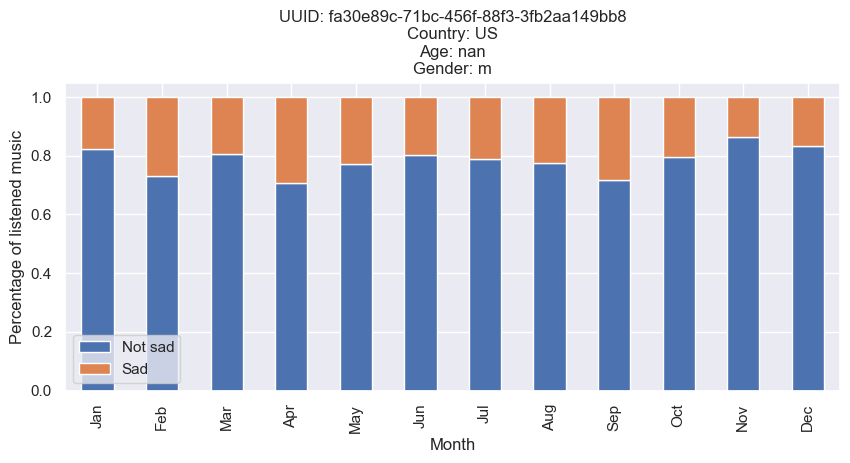 UUID: fa30e89c-71bc-456f-88f3-3fb2aa149bb8
Country: US
Age: nan
Gender: m
Percentage of listened music
1.0
0.8
0.6
0.4
0.2
0.0
Not sad
Sad
Jan
Feb
Mar
Apr
May
Jun
Jul
Aug
Sep
Oct
Nov
Dec
Month